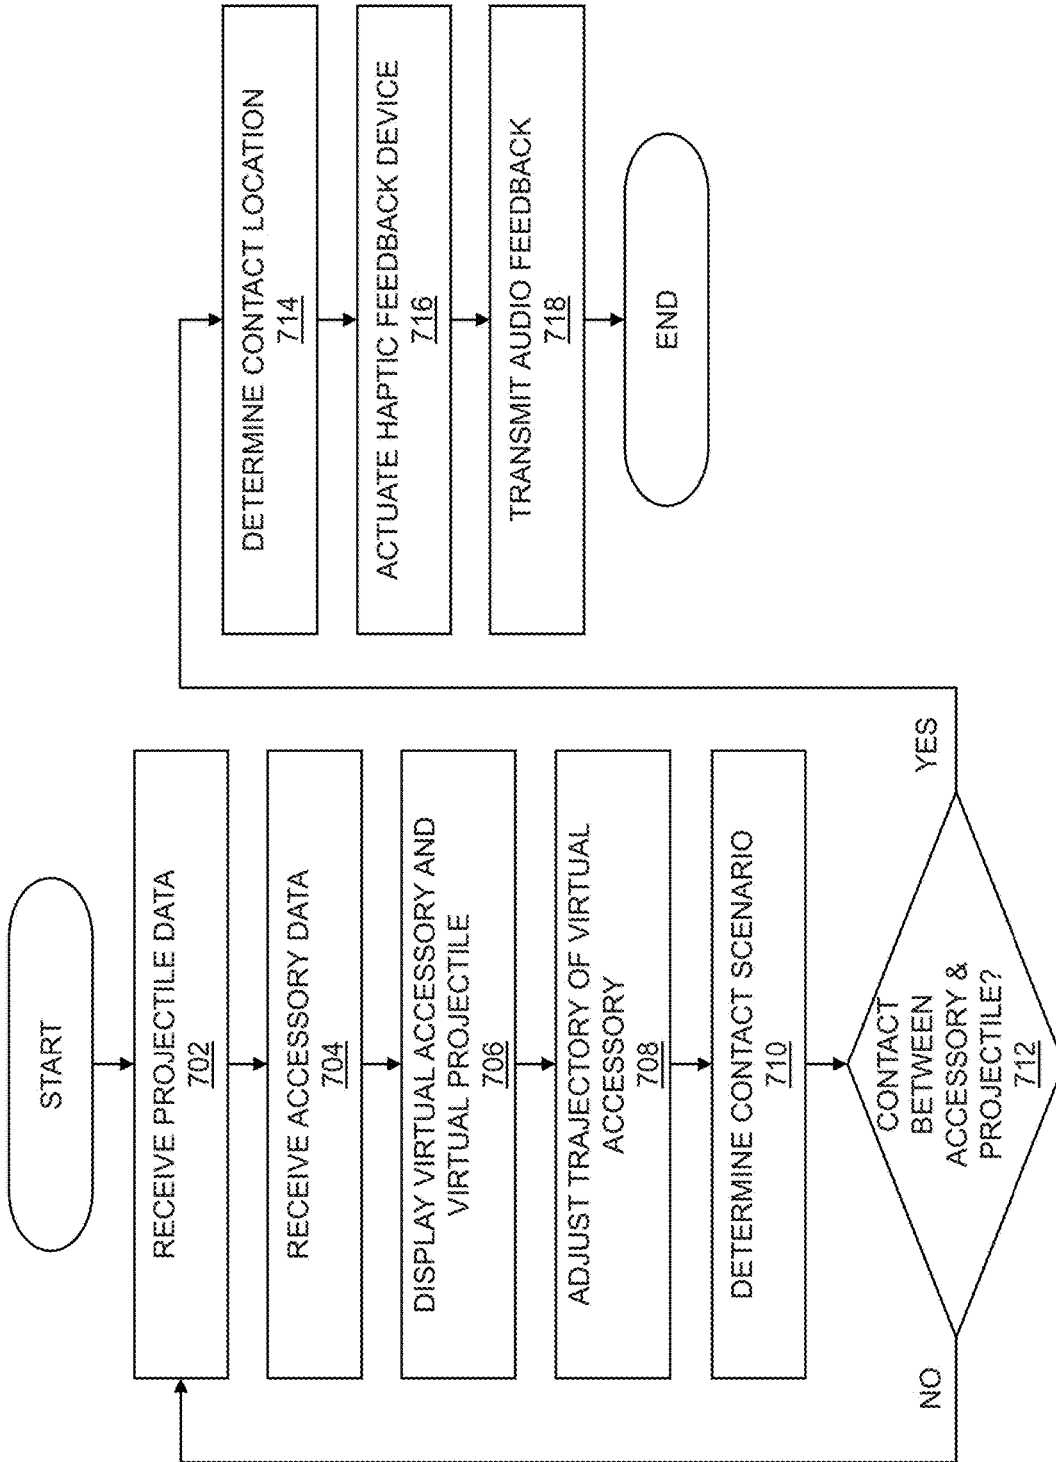 START
RECEIVE PROJECTILE DATA
702
RECEIVE ACCESSORY DATA
704
DISPLAY VIRTUAL ACCESSORY AND
VIRTUAL PROJECTILE
706
ADJUST TRAJECTORY OF VIRTUAL
ACCESSORY
708
DETERMINE CONTACT SCENARIO
710
CONTACT
BETWEEN
ACCESSORY &
PROJECTILE?
712
NO
YES
DETERMINE CONTACT LOCATION
714
ACTUATE HAPTIC FEEDBACK DEVICE
716
TRANSMIT AUDIO FEEDBACK
718
END